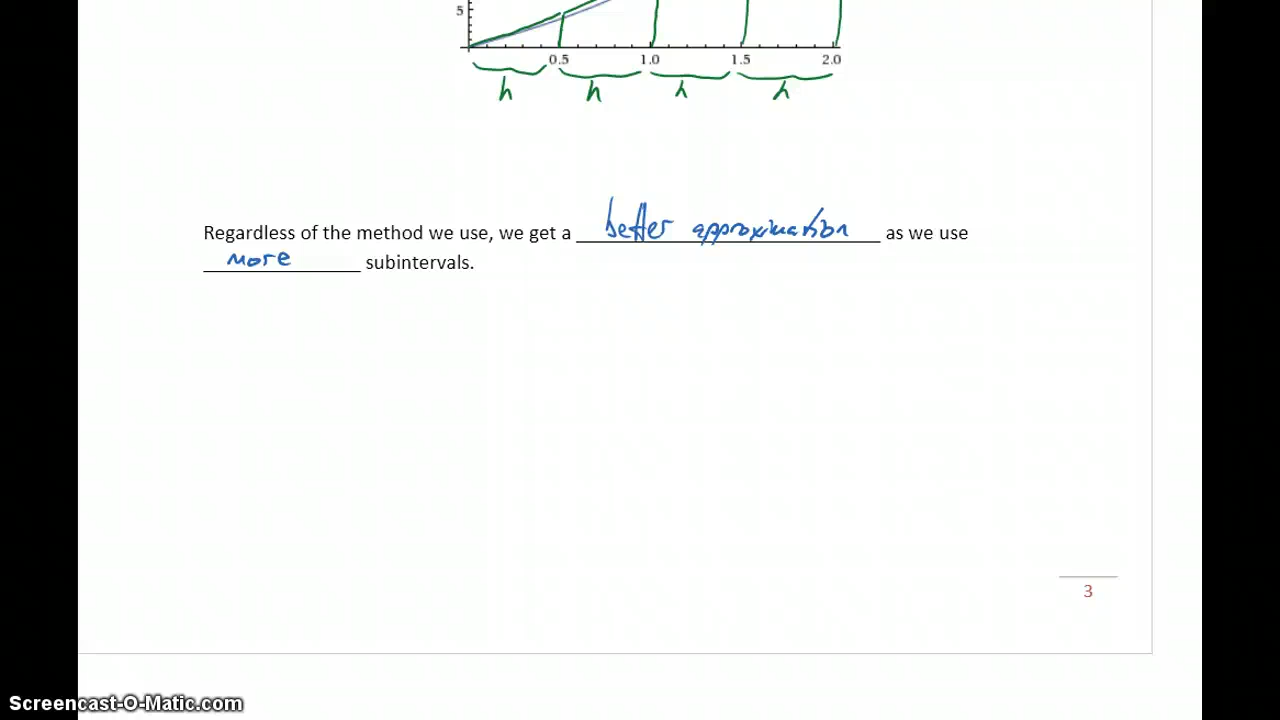 5
0.5 1.0 1.5 2.0
h h h h
Regardless of the method we use, we get a better approximation as we use
more subintervals.
3
Screencast-O-Matic.com